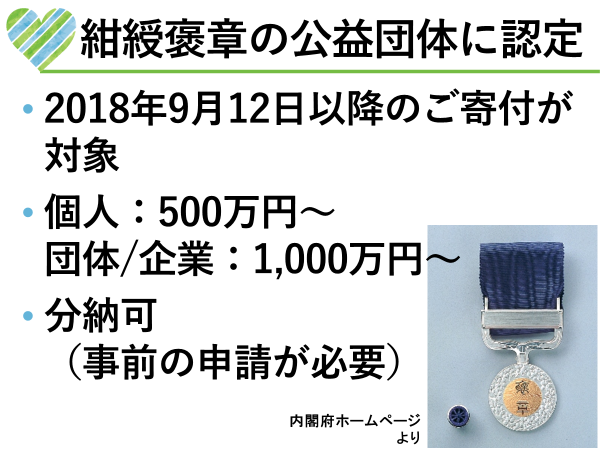 紺綬褒章の公益団体に認定
・2018年9月12日以降のご寄付が
対象
・個人：500万円～
団体/企業：1,000万円～
・分納可
（事前の申請が必要）
内閣府ホームページ
より